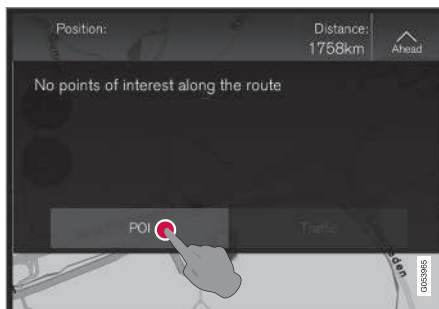 Position:
Distance:
1758km
Ahead
No points of interest along the route
POI
Traffic
G053965